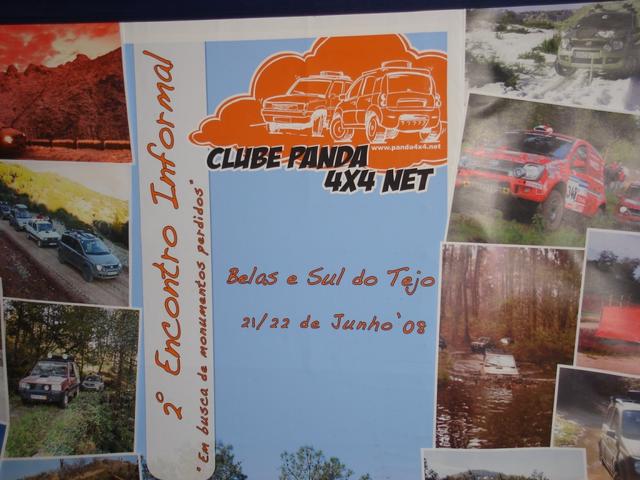 2º Encontro Informal
"Em busca de monumentos perdidos"
www.panda4x4.net
CLUBE PANDA
4X4 NET
Belas e Sul do Tejo
21/22 de Junho'08
348